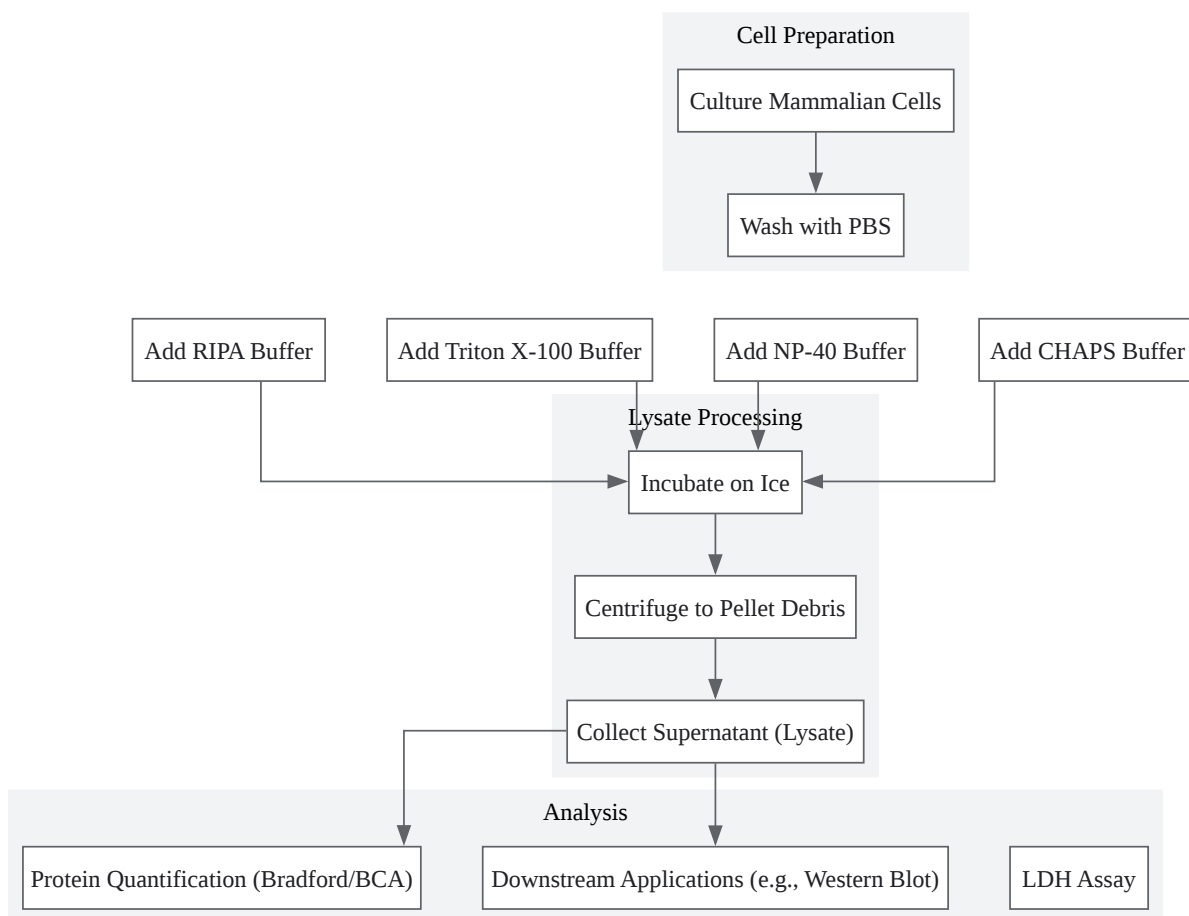 Cell Preparation
Culture Mammalian Cells
Wash with PBS
Add RIPA Buffer
Add Triton X-100 Buffer
Add NP-40 Buffer
Add CHAPS Buffer
Lysate Processing
Incubate on Ice
Centrifuge to Pellet Debris
Collect Supernatant (Lysate)
Analysis
Protein Quantification (Bradford/BCA)
Downstream Applications (e.g., Western Blot)
LDH Assay